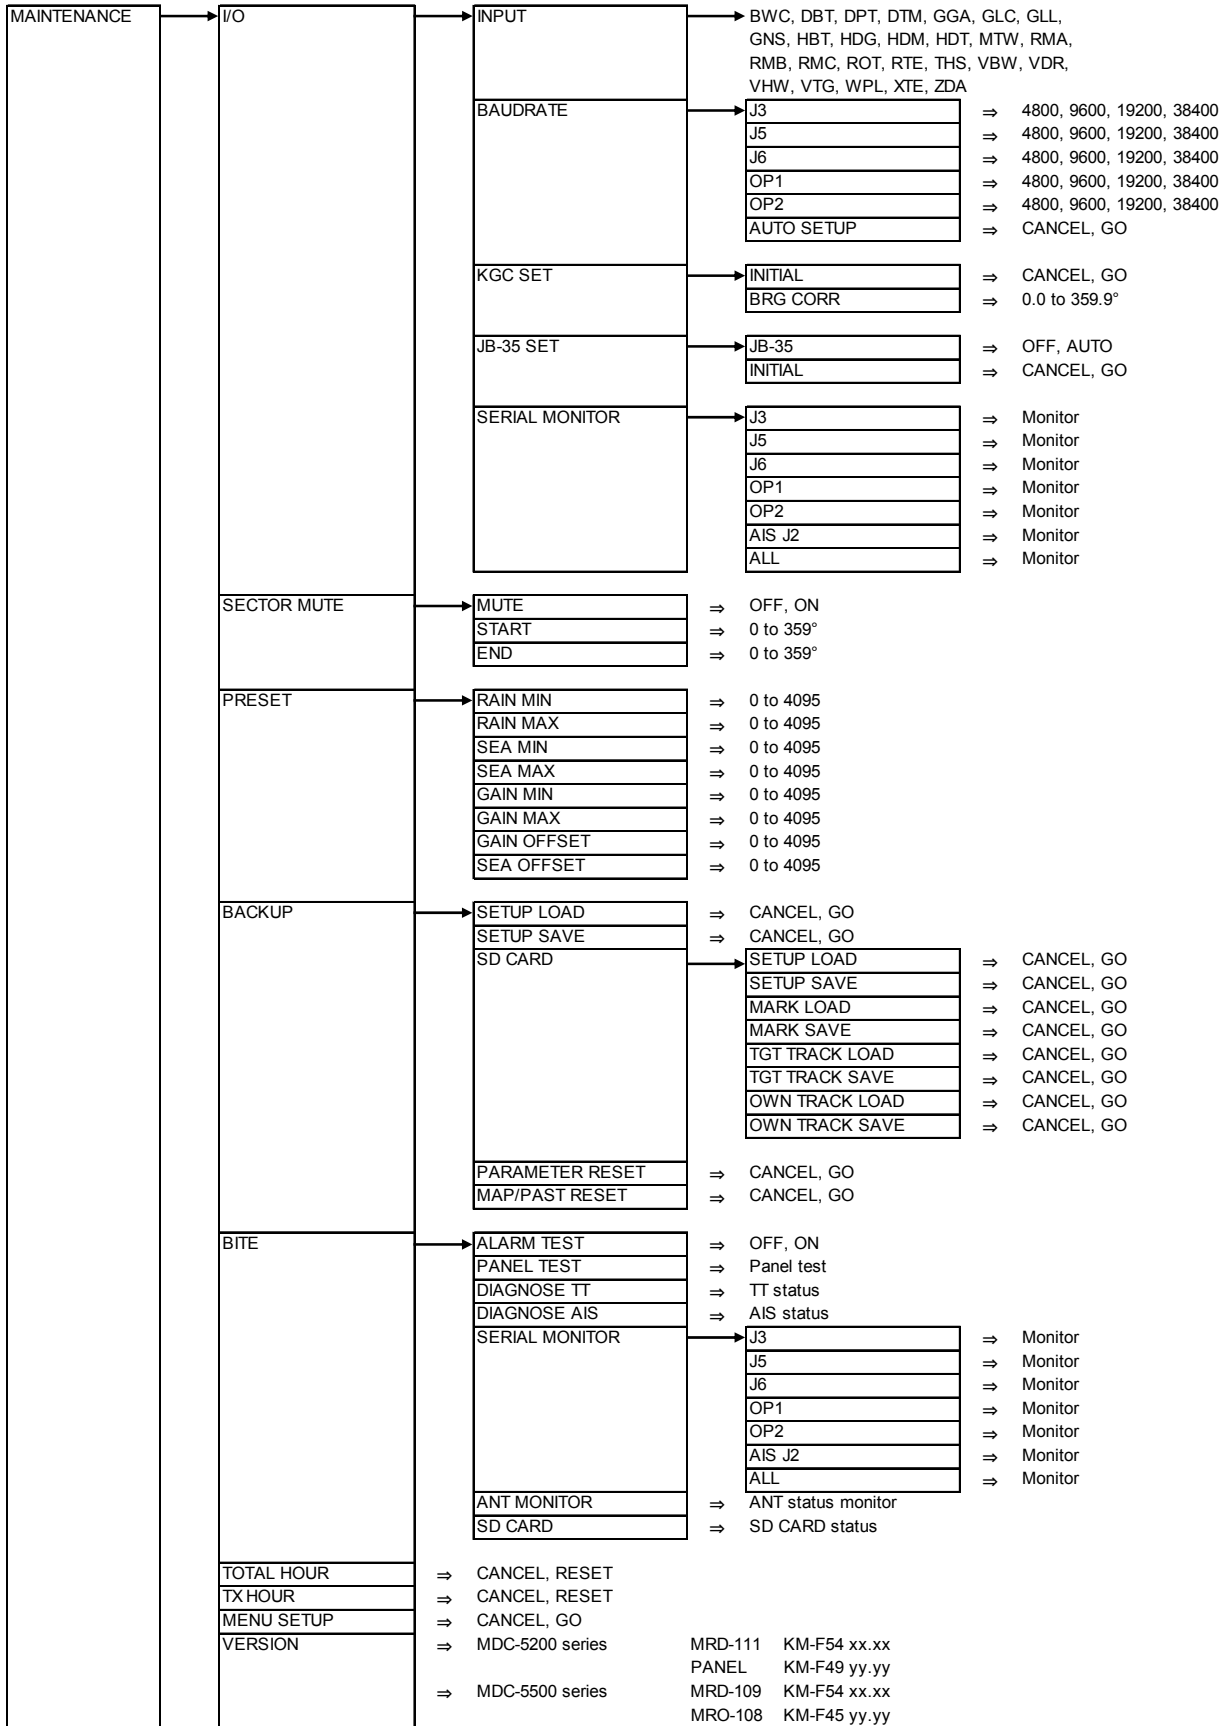 MAINTENANCE I/O INPUT BWC, DBT, DPT, DTM, GGA, GLC, GLL,
GNS, HBT, HDG, HDM, HDT, MTW, RMA,
RMB, RMC, ROT, RTE, THS, VBW, VDR,
VHW, VTG, WPL, XTE, ZDA
BAUDRATE J3 ⇒ 4800, 9600, 19200, 38400
J5 ⇒ 4800, 9600, 19200, 38400
J6 ⇒ 4800, 9600, 19200, 38400
OP1 ⇒ 4800, 9600, 19200, 38400
OP2 ⇒ 4800, 9600, 19200, 38400
AUTO SETUP ⇒ CANCEL, GO
KGC SET INITIAL ⇒ CANCEL, GO
BRG CORR ⇒ 0.0 to 359.9°
JB-35 SET JB-35 ⇒ OFF, AUTO
INITIAL ⇒ CANCEL, GO
SERIAL MONITOR J3 ⇒ Monitor
J5 ⇒ Monitor
J6 ⇒ Monitor
OP1 ⇒ Monitor
OP2 ⇒ Monitor
AIS J2 ⇒ Monitor
ALL ⇒ Monitor
SECTOR MUTE MUTE ⇒ OFF, ON
START ⇒ 0 to 359°
END ⇒ 0 to 359°
PRESET RAIN MIN ⇒ 0 to 4095
RAIN MAX ⇒ 0 to 4095
SEA MIN ⇒ 0 to 4095
SEA MAX ⇒ 0 to 4095
GAIN MIN ⇒ 0 to 4095
GAIN MAX ⇒ 0 to 4095
GAIN OFFSET ⇒ 0 to 4095
SEA OFFSET ⇒ 0 to 4095
BACKUP SETUP LOAD ⇒ CANCEL, GO
SETUP SAVE ⇒ CANCEL, GO
SD CARD SETUP LOAD ⇒ CANCEL, GO
SETUP SAVE ⇒ CANCEL, GO
MARK LOAD ⇒ CANCEL, GO
MARK SAVE ⇒ CANCEL, GO
TGT TRACK LOAD ⇒ CANCEL, GO
TGT TRACK SAVE ⇒ CANCEL, GO
OWN TRACK LOAD ⇒ CANCEL, GO
OWN TRACK SAVE ⇒ CANCEL, GO
PARAMETER RESET ⇒ CANCEL, GO
MAP/PAST RESET ⇒ CANCEL, GO
BITE ALARM TEST ⇒ OFF, ON
PANEL TEST ⇒ Panel test
DIAGNOSE TT ⇒ TT status
DIAGNOSE AIS ⇒ AIS status
SERIAL MONITOR J3 ⇒ Monitor
J5 ⇒ Monitor
J6 ⇒ Monitor
OP1 ⇒ Monitor
OP2 ⇒ Monitor
AIS J2 ⇒ Monitor
ALL ⇒ Monitor
ANT MONITOR ⇒ ANT status monitor
SD CARD ⇒ SD CARD status
TOTAL HOUR ⇒ CANCEL, RESET
TX HOUR ⇒ CANCEL, RESET
MENU SETUP ⇒ CANCEL, GO
VERSION ⇒ MDC-5200 series MRD-111 KM-F54 xx.xx
PANEL KM-F49 yy.yy
⇒ MDC-5500 series MRD-109 KM-F54 xx.xx
MRO-108 KM-F45 yy.yy